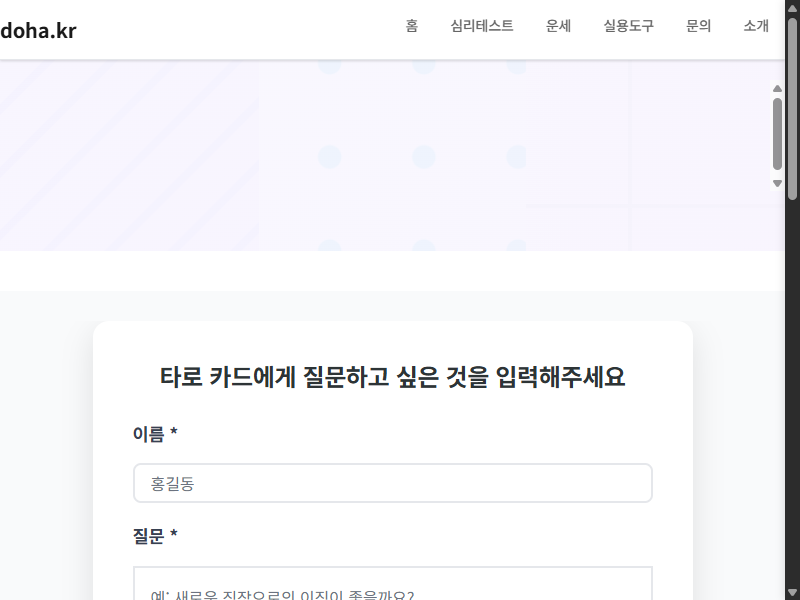 doha.kr
홈 심리테스트 운세 실용도구 문의 소개
타로 카드에게 질문하고 싶은 것을 입력해주세요
이름 *
홍길동
질문 *
예: 새로운 직장으로의 이직이 좋을까요?